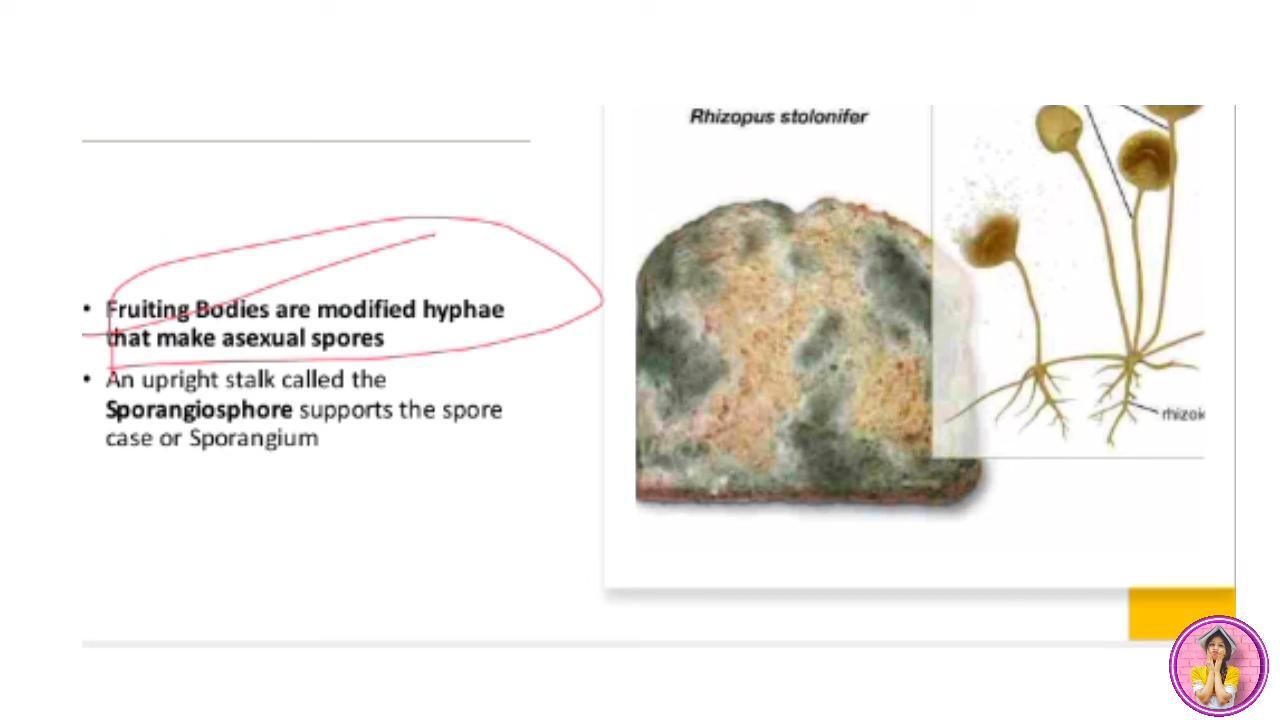 Rhizopus stolonifer
• Fruiting Bodies are modified hyphae
that make asexual spores
• An upright stalk called the
Sporangiosphore supports the spore
case or Sporangium
rhizoi